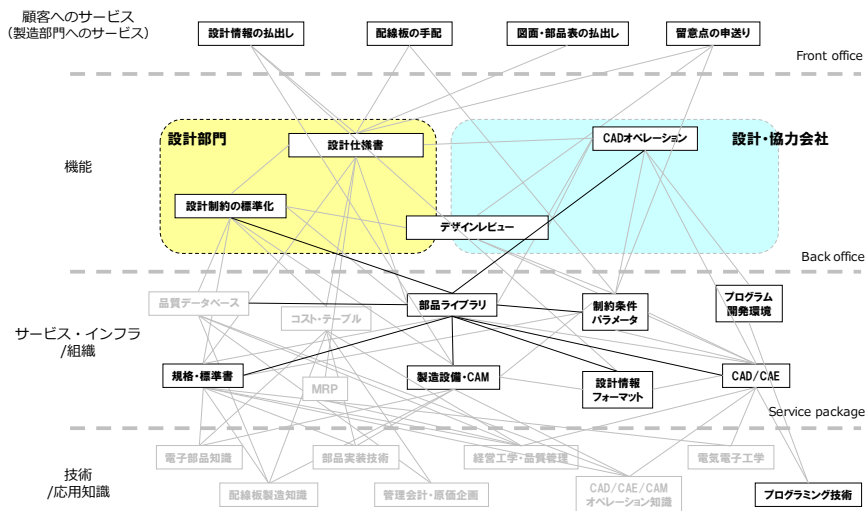 顧客へのサービス
（製造部門へのサービス）
設計情報の払出し
配線板の手配
図面・部品表の払出し
留意点の申送り
Front office
設計部門
設計仕様書
CADオペレーション
設計・協力会社
機能
設計制約の標準化
デザインレビュー
Back office
品質データベース
コスト・テーブル
部品ライブラリ
制約条件
パラメータ
プログラム
開発環境
サービス・インフラ
/組織
規格・標準書
MRP
製造設備・CAM
設計情報
フォーマット
CAD/CAE
Service package
電子部品知識
部品実装技術
経営工学・品質管理
電気電子工学
技術
/応用知識
配線板製造知識
管理会計・原価企画
CAD/CAE/CAM
オペレーション知識
プログラミング技術